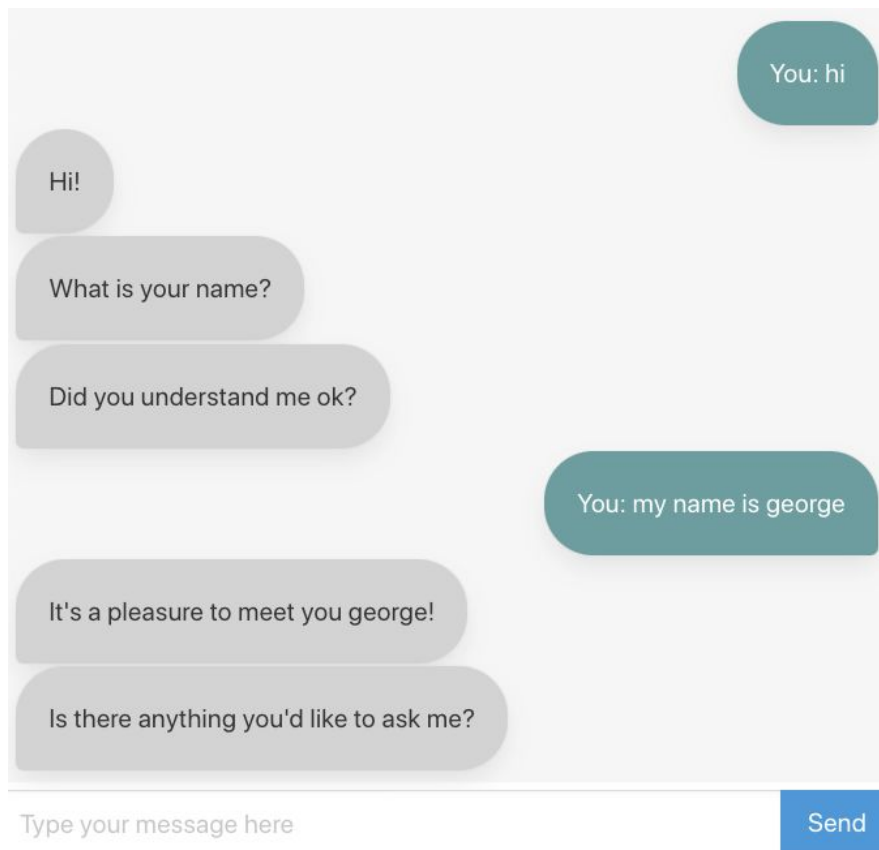 You: hi
Hi!
What is your name?
Did you understand me ok?
You: my name is george
It's a pleasure to meet you george!
Is there anything you'd like to ask me?
Type your message here
Send